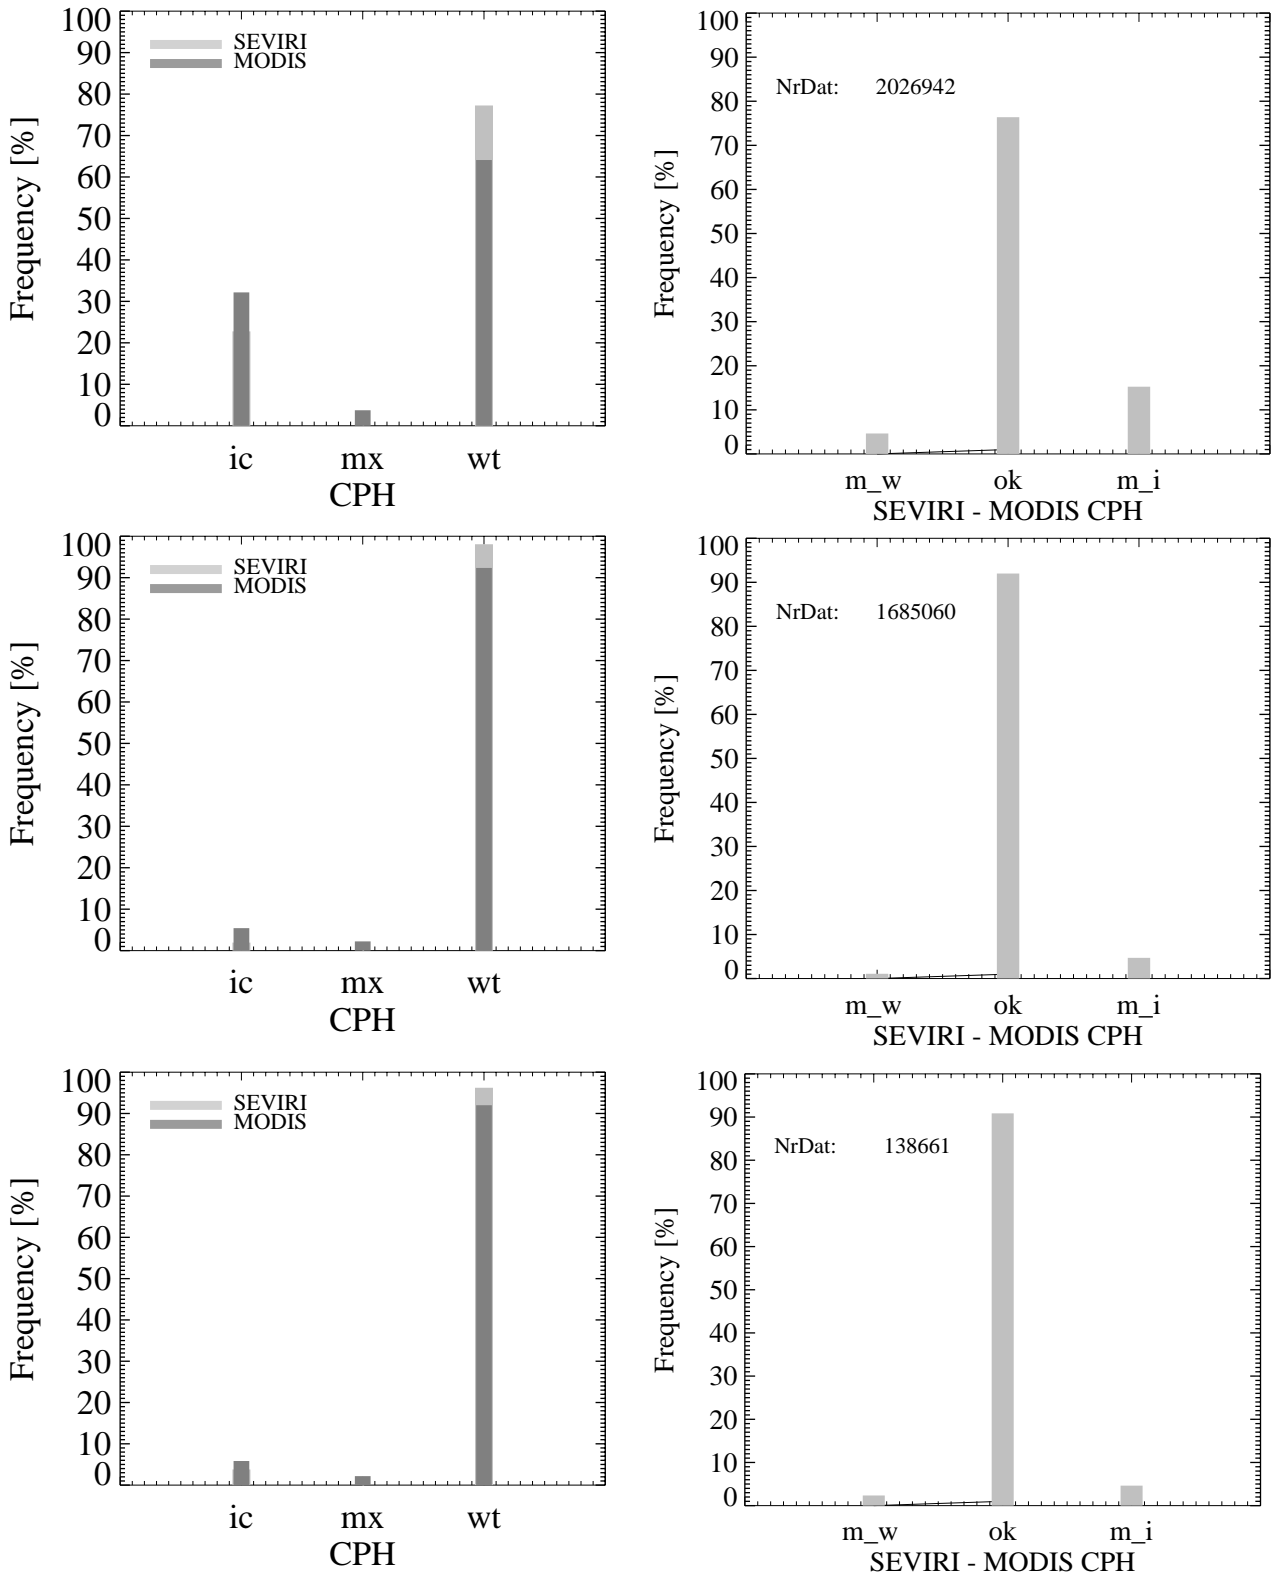 100
90
80
70
60
50
40
30
20
10
0
Frequency [%]
SEVIRI
MODIS
ic mx wt
CPH
100
90
80
70
60
50
40
30
20
10
0
Frequency [%]
NrDat: 2026942
m_w ok m_i
SEVIRI - MODIS CPH
100
90
80
70
60
50
40
30
20
10
0
Frequency [%]
SEVIRI
MODIS
ic mx wt
CPH
100
90
80
70
60
50
40
30
20
10
0
Frequency [%]
NrDat: 1685060
m_w ok m_i
SEVIRI - MODIS CPH
100
90
80
70
60
50
40
30
20
10
0
Frequency [%]
SEVIRI
MODIS
ic mx wt
CPH
100
90
80
70
60
50
40
30
20
10
0
Frequency [%]
NrDat: 138661
m_w ok m_i
SEVIRI - MODIS CPH